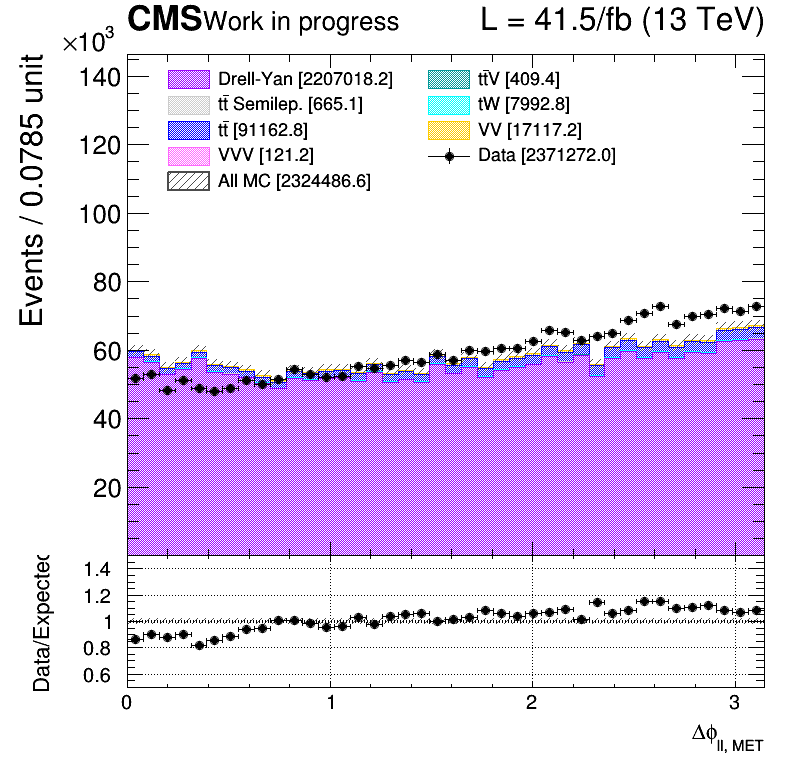 CMS Work in progress L = 41.5/fb (13 TeV)
×10³
Events / 0.0785 unit
140
120
100
80
60
40
20
Drell-Yan [2207018.2]
tt̄ Semilep. [665.1]
tt̄ [91162.8]
VVV [121.2]
All MC [2324486.6]
tt̄V [409.4]
tW [7992.8]
VV [17117.2]
Data [2371272.0]
Data/Expected
1.4
1.2
1
0.8
0.6
0 1 2 3
Δϕll, MET